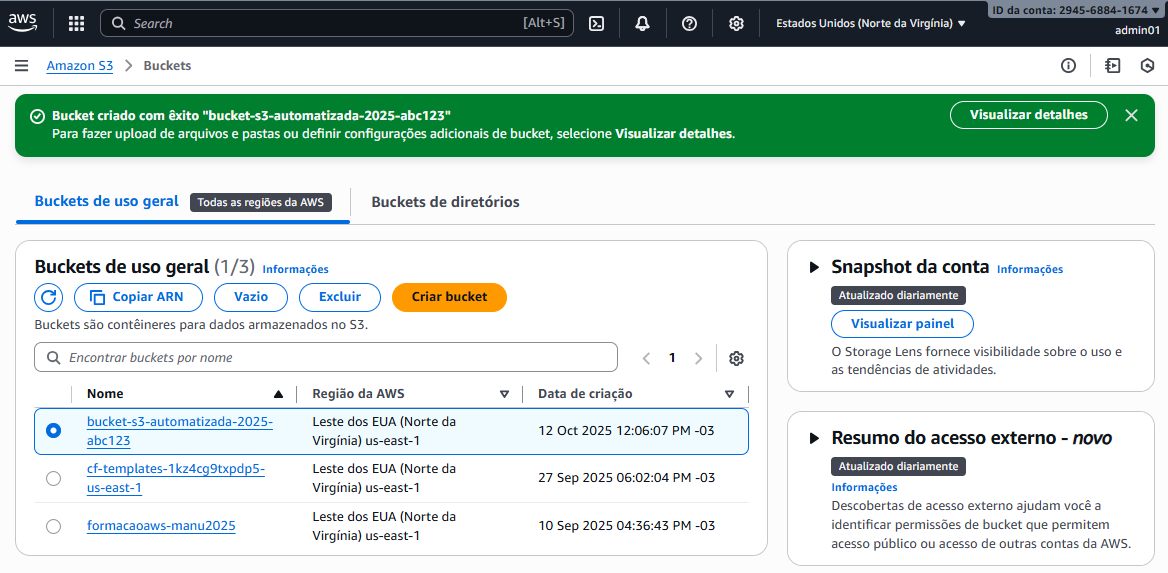 aws
Search
[Alt+S]
Estados Unidos (Norte da Virgínia)
ID da conta: 2945-6884-1674
admin01
Amazon S3
Buckets
Bucket criado com êxito "bucket-s3-automatizada-2025-abc123"
Para fazer upload de arquivos e pastas ou definir configurações adicionais de bucket, selecione Visualizar detalhes.
Visualizar detalhes
Buckets de uso geral
Todas as regiões da AWS
Buckets de diretórios
Buckets de uso geral (1/3) Informações
Copiar ARN
Vazio
Excluir
Criar bucket
Buckets são contêineres para dados armazenados no S3.
Encontrar buckets por nome
1
Nome
Região da AWS
Data de criação
bucket-s3-automatizada-2025-
abc123
Leste dos EUA (Norte da
Virgínia) us-east-1
12 Oct 2025 12:06:07 PM -03
cf-templates-1kz4cg9txpdp5-
us-east-1
Leste dos EUA (Norte da
Virgínia) us-east-1
27 Sep 2025 06:02:04 PM -03
formacaoaws-manu2025
Leste dos EUA (Norte da
Virgínia) us-east-1
10 Sep 2025 04:36:43 PM -03
Snapshot da conta Informações
Atualizado diariamente
Visualizar painel
O Storage Lens fornece visibilidade sobre o uso e
as tendências de atividades.
Resumo do acesso externo - novo
Atualizado diariamente
Informações
Descobertas de acesso externo ajudam você a
identificar permissões de bucket que permitem
acesso público ou acesso de outras contas da AWS.